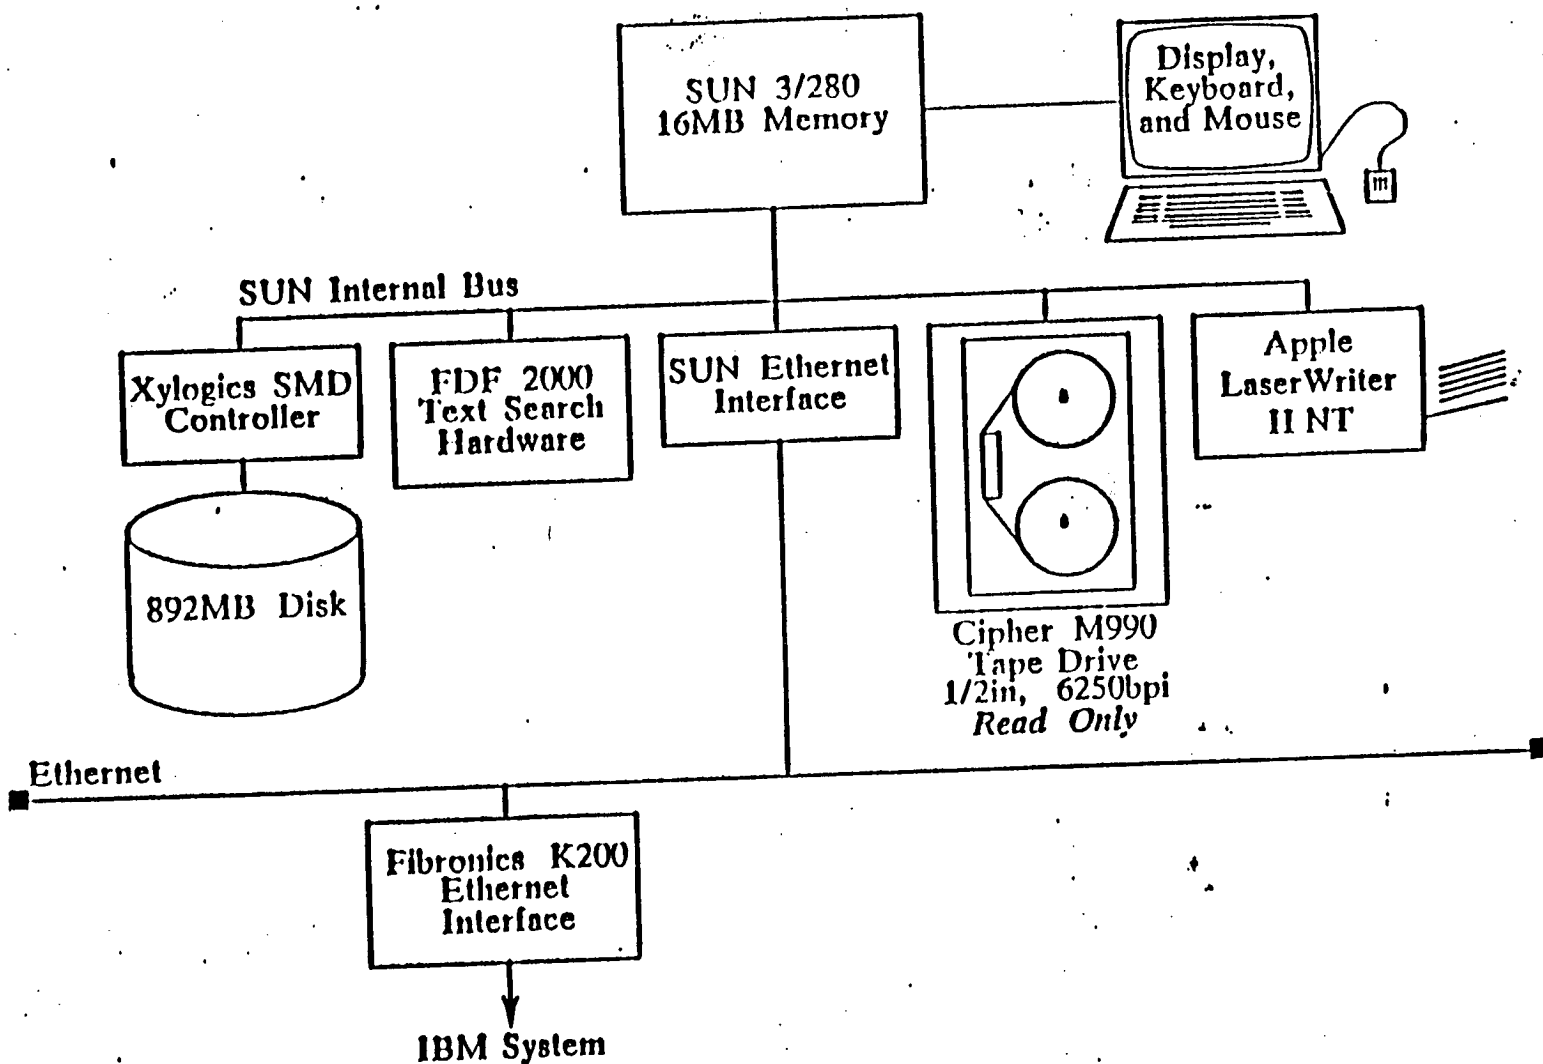 SUN 3/280
16MB Memory
Display,
Keyboard,
and Mouse
SUN Internal Bus
Xylogics SMD
Controller
FDF 2000
Text Search
Hardware
SUN Ethernet
Interface
Apple
LaserWriter
II NT
892MB Disk
Cipher M990
Tape Drive
1/2in, 6250bpi
Read Only
Ethernet
Fibronics K200
Ethernet
Interface
IBM System